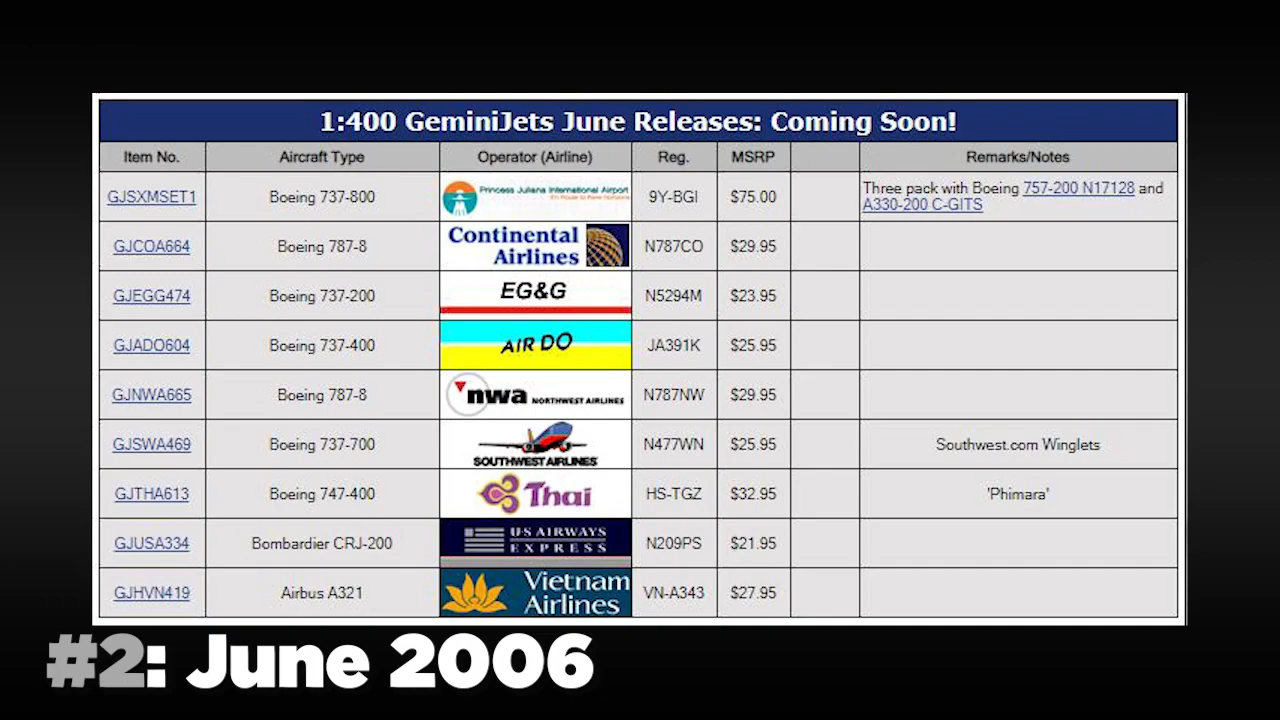 1:400 GeminiJets June Releases: Coming Soon!
Item No. Aircraft Type Operator (Airline) Reg. MSRP Remarks/Notes
GJSXMSET1 Boeing 737-800 Princess Juliana International Airport 9Y-BGI $75.00 Three pack with Boeing 757-200 N17128 and
A330-200 C-GITS
GJCOA664 Boeing 787-8 Continental Airlines N787CO $29.95
GJEGG474 Boeing 737-200 EG&G N5294M $23.95
GJADO604 Boeing 737-400 AIR DO JA391K $25.95
GJNWA665 Boeing 787-8 nwa NORTHWEST AIRLINES N787NW $29.95
GJSWA469 Boeing 737-700 SOUTHWEST AIRLINES N477WN $25.95 Southwest.com Winglets
GJTHA613 Boeing 747-400 Thai HS-TGZ $32.95 'Phimara'
GJUSA334 Bombardier CRJ-200 US AIRWAYS EXPRESS N209PS $21.95
GJHVN419 Airbus A321 Vietnam Airlines VN-A343 $27.95
#2: June 2006